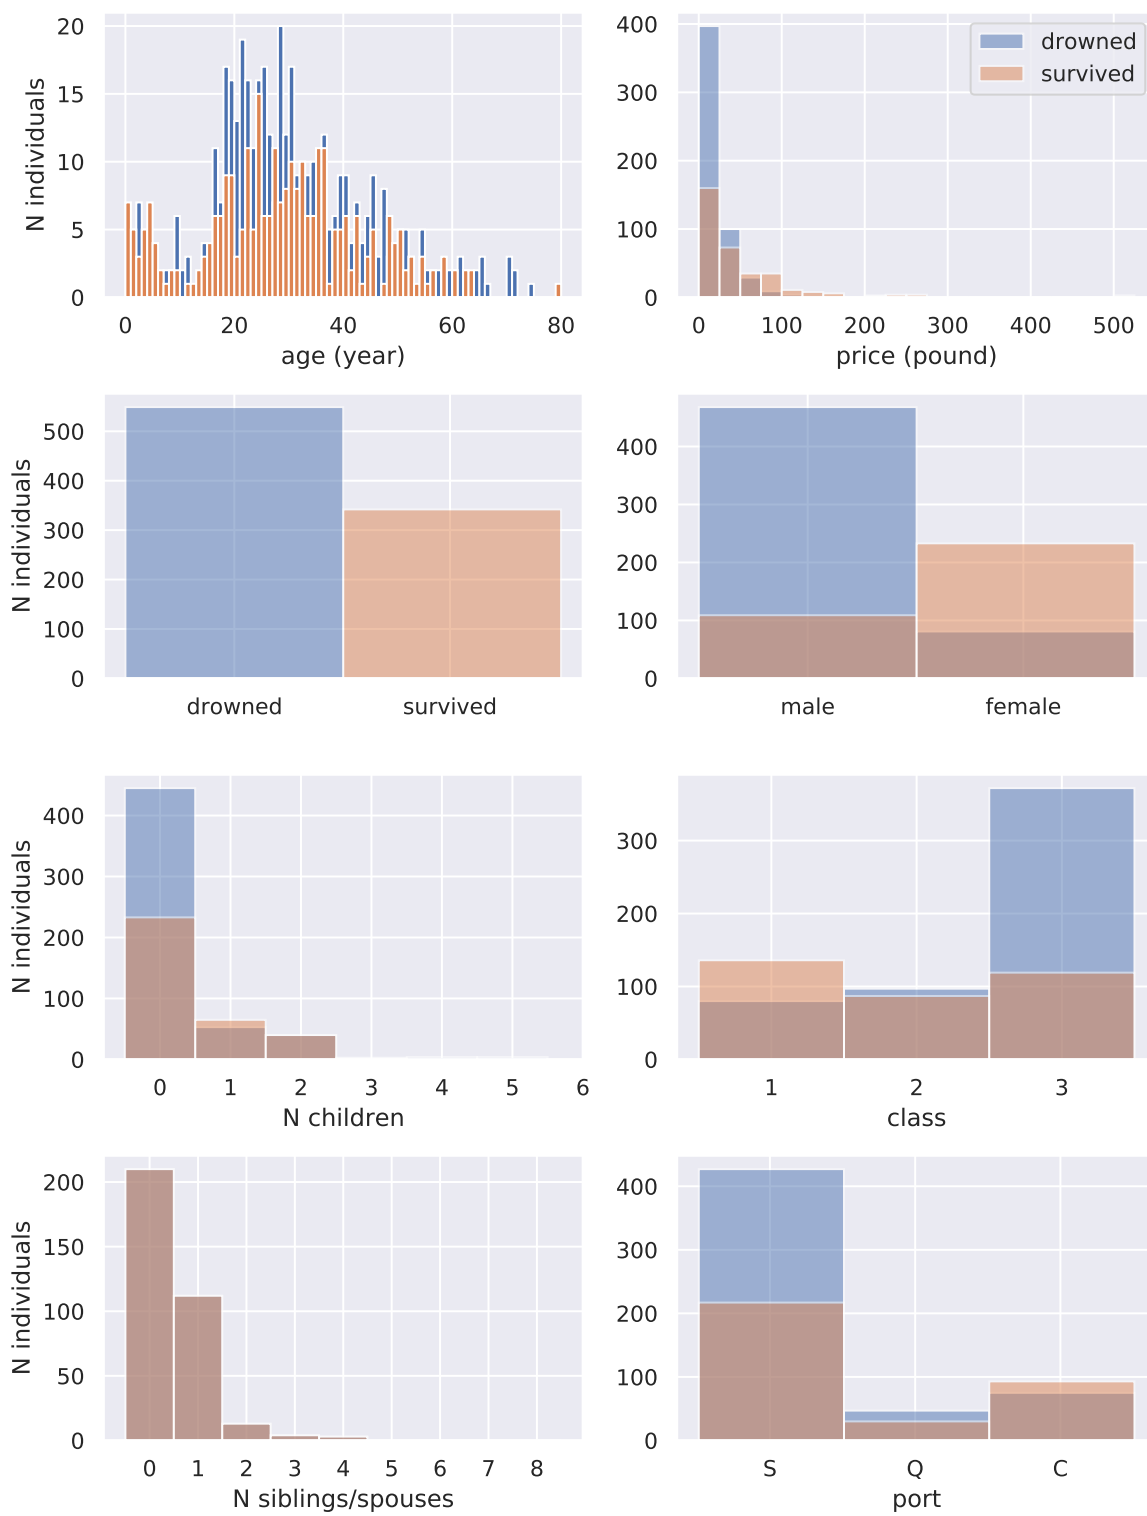 20
15
10
5
0
N individuals
0 20 40 60 80
age (year)
400
300
200
100
0
drowned
survived
0 100 200 300 400 500
price (pound)
500
400
300
200
100
0
N individuals
drowned survived
400
300
200
100
0
male female
400
300
200
100
0
N individuals
0 1 2 3 4 5 6
N children
300
200
100
0
1 2 3
class
200
150
100
50
0
N individuals
0 1 2 3 4 5 6 7 8
N siblings/spouses
400
300
200
100
0
S Q C
port